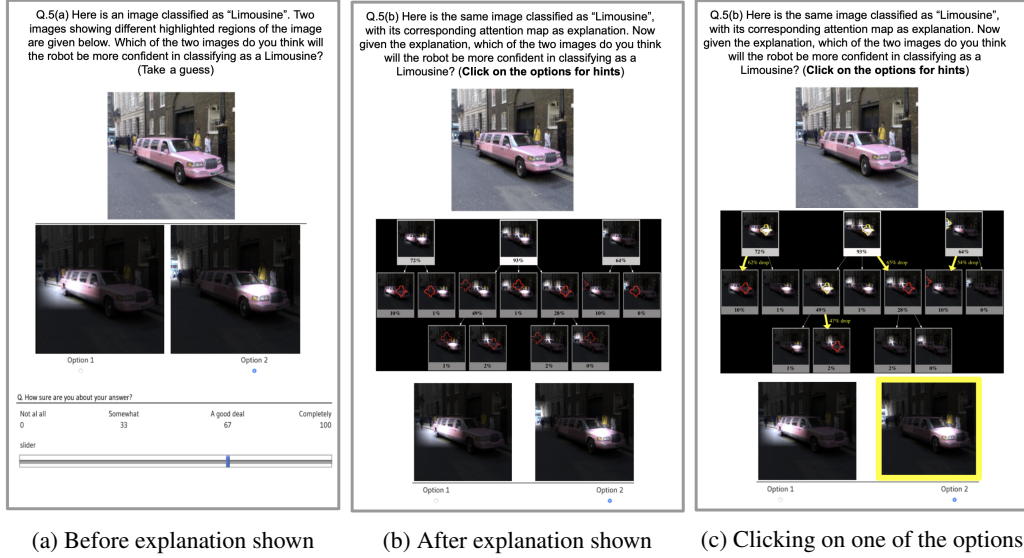 Q.5(a) Here is an image classified as “Limousine”. Two
images showing different highlighted regions of the image
are given below. Which of the two images do you think will
the robot be more confident in classifying as a Limousine?
(Take a guess)
Option 1
Option 2
Q. How sure are you about your answer?
Not al all
Somewhat
A good deal
Completely
0
33
67
100
slider
(a) Before explanation shown
Q.5(b) Here is the same image classified as “Limousine”,
with its corresponding attention map as explanation. Now
given the explanation, which of the two images do you think
will the robot be more confident in classifying as a
Limousine? (Click on the options for hints)
72%
93%
64%
10%
1%
49%
1%
28%
10%
0%
1%
2%
2%
0%
Option 1
Option 2
(b) After explanation shown
Q.5(b) Here is the same image classified as “Limousine”,
with its corresponding attention map as explanation. Now
given the explanation, which of the two images do you think
will the robot be more confident in classifying as a
Limousine? (Click on the options for hints)
72%
93%
64%
62% drop
65% drop
54% drop
10%
1%
49%
1%
28%
10%
0%
47% drop
1%
2%
2%
0%
Option 1
Option 2
(c) Clicking on one of the options